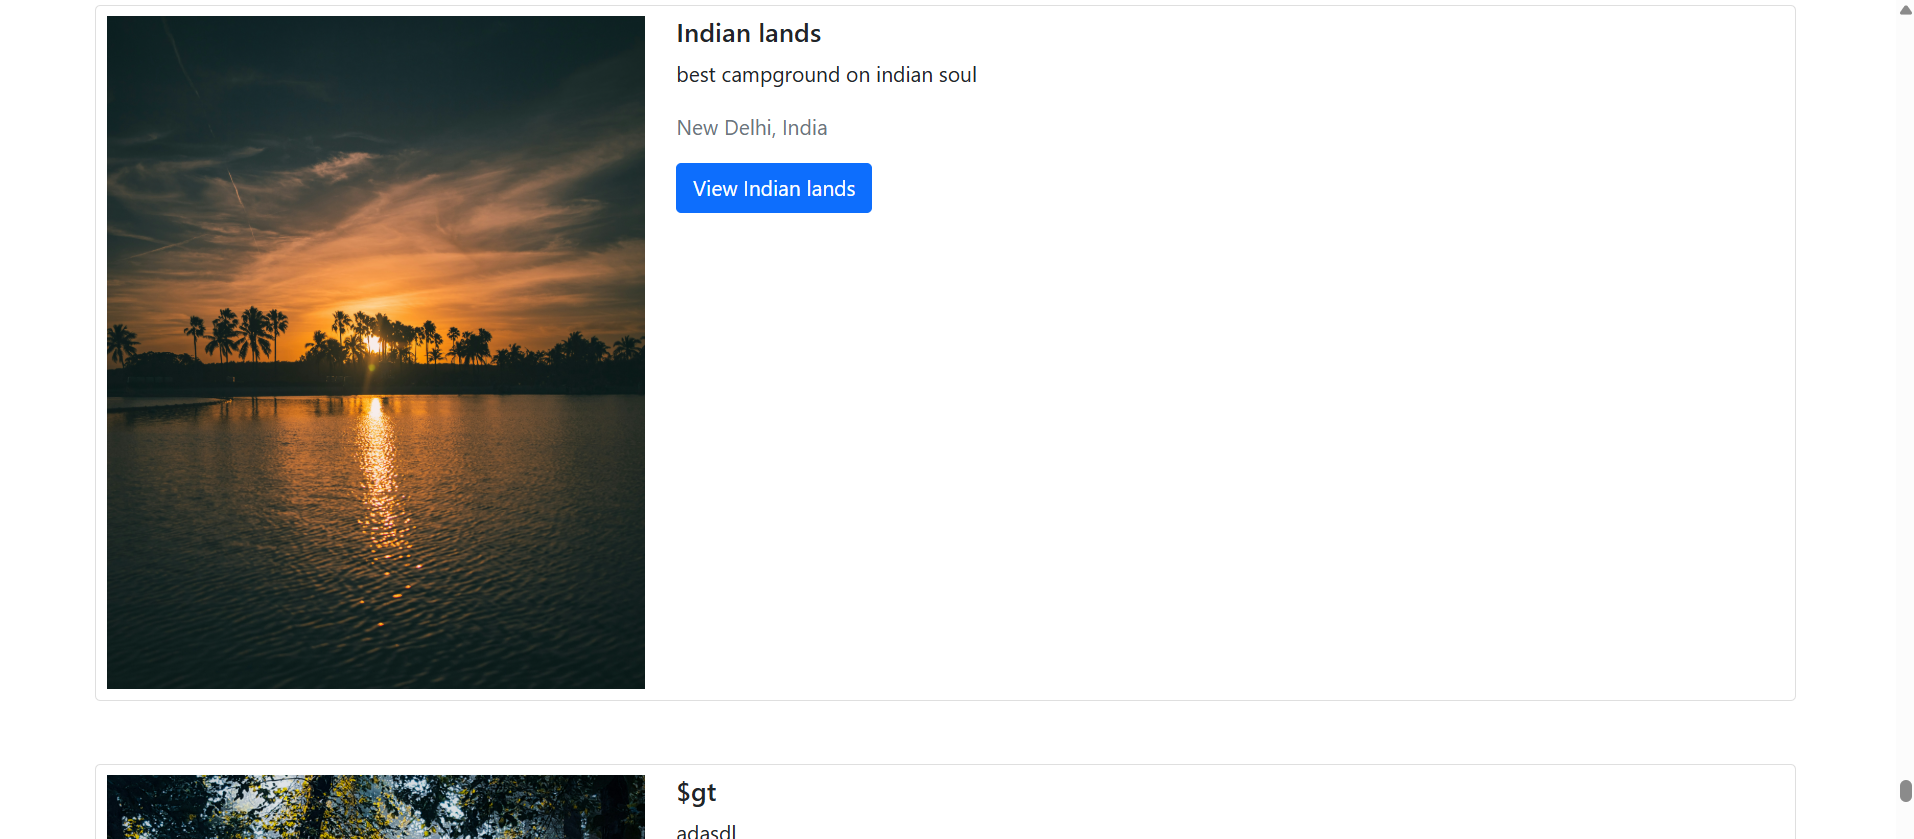 Indian lands
best campground on indian soul
New Delhi, India
View Indian lands
$gt
adasdl